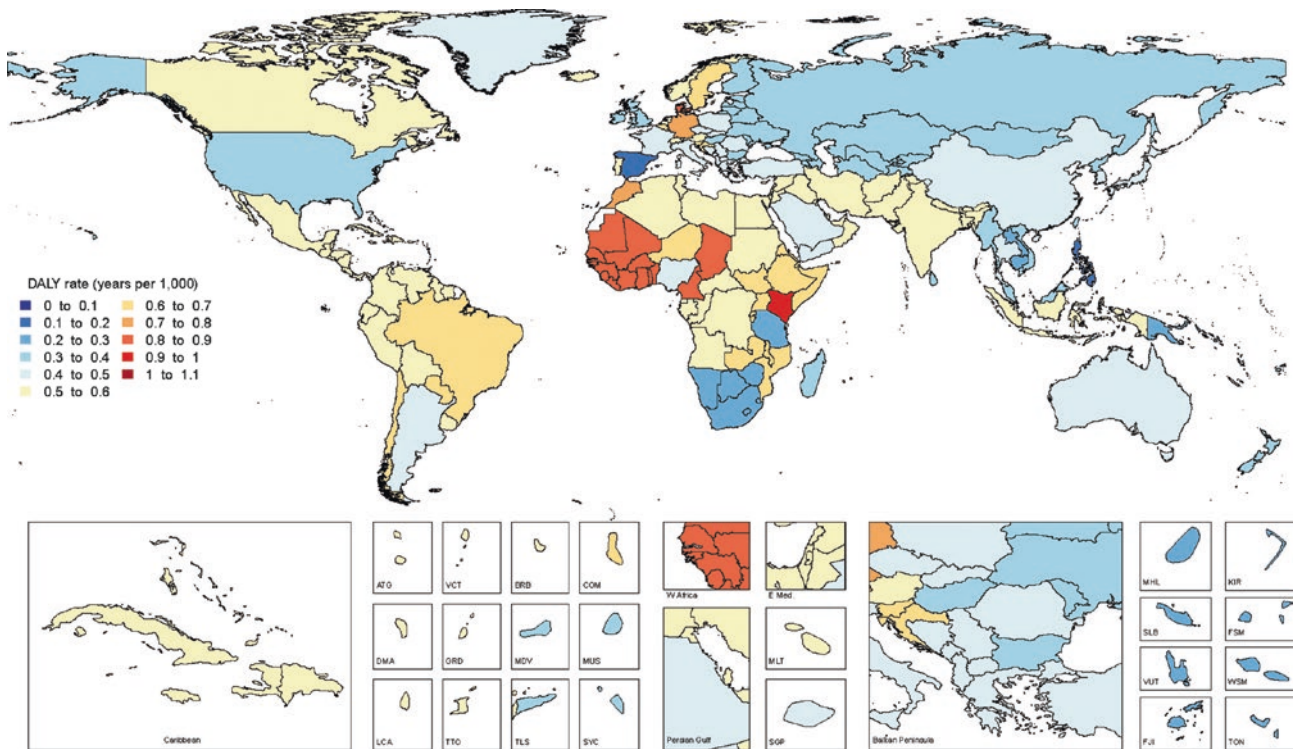 DALY rate (years per 1,000)
0 to 0.1
0.1 to 0.2
0.2 to 0.3
0.3 to 0.4
0.4 to 0.5
0.5 to 0.6
0.6 to 0.7
0.7 to 0.8
0.8 to 0.9
0.9 to 1
1 to 1.1
Caribbean
ATG
VCT
BRB
COM
DMA
GRD
MDV
MUS
LCA
TTO
TLS
SYC
W Africa
E Med.
Persian Gulf
MLT
SGP
Balkan Peninsula
MHL
KIR
SLB
FSM
VUT
WSM
FJI
TON